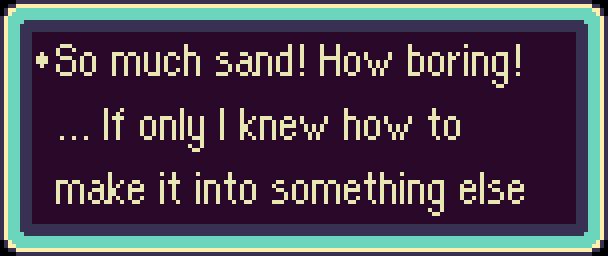 •So much sand! How boring!
... If only I knew how to
make it into something else